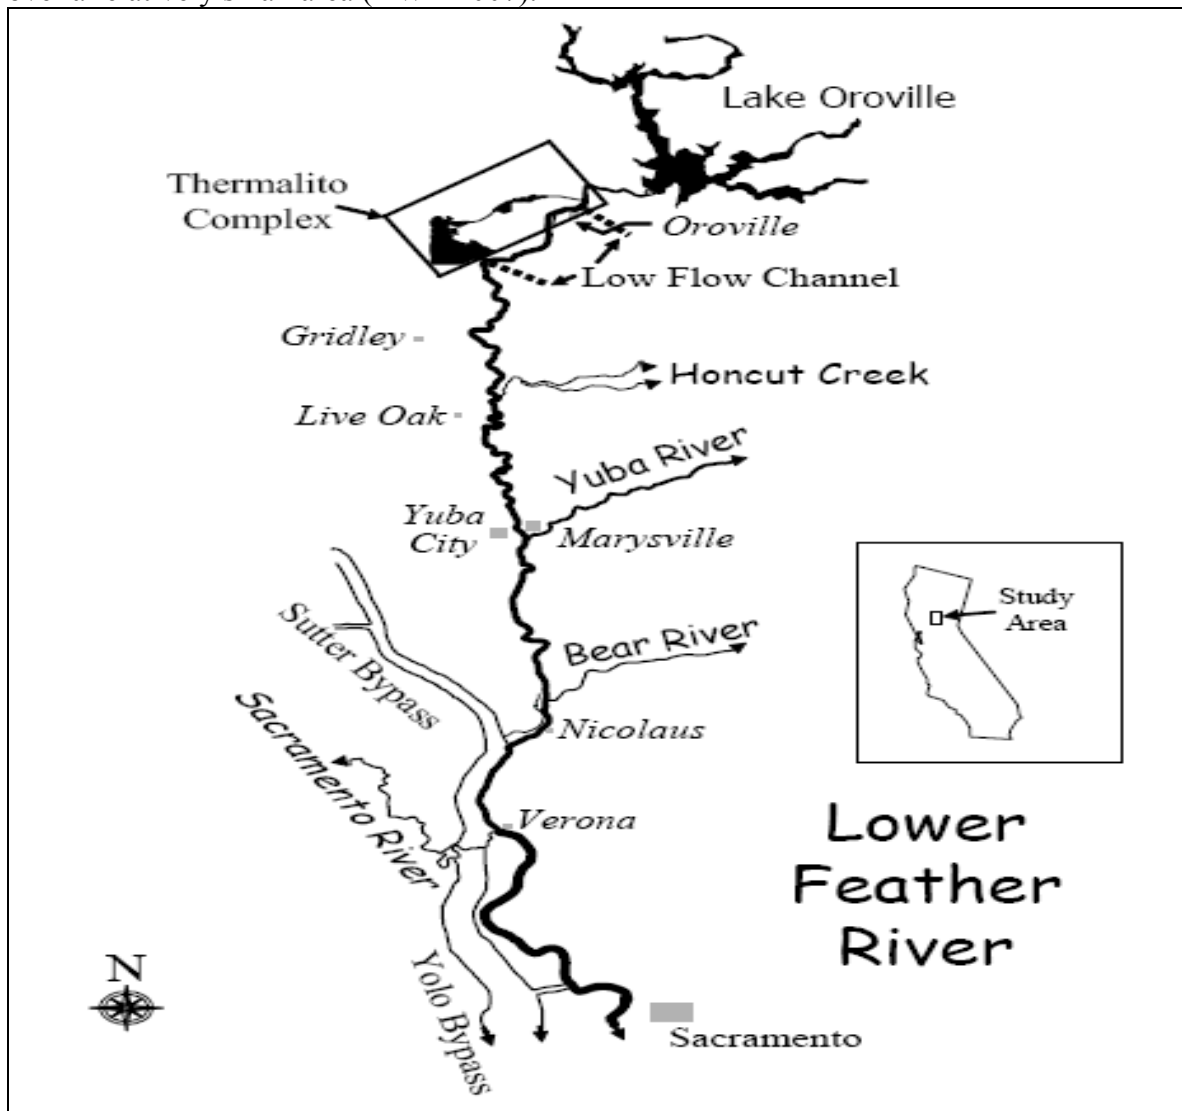 Lake Oroville
Thermalito
Complex
Oroville
Low Flow Channel
Gridley
Honcut Creek
Live Oak
Yuba River
Yuba
City
Marysville
Study
Area
Sutter Bypass
Bear River
Sacramento River
Nicolaus
Verona
Lower
Feather
River
N
Yolo Bypass
Sacramento